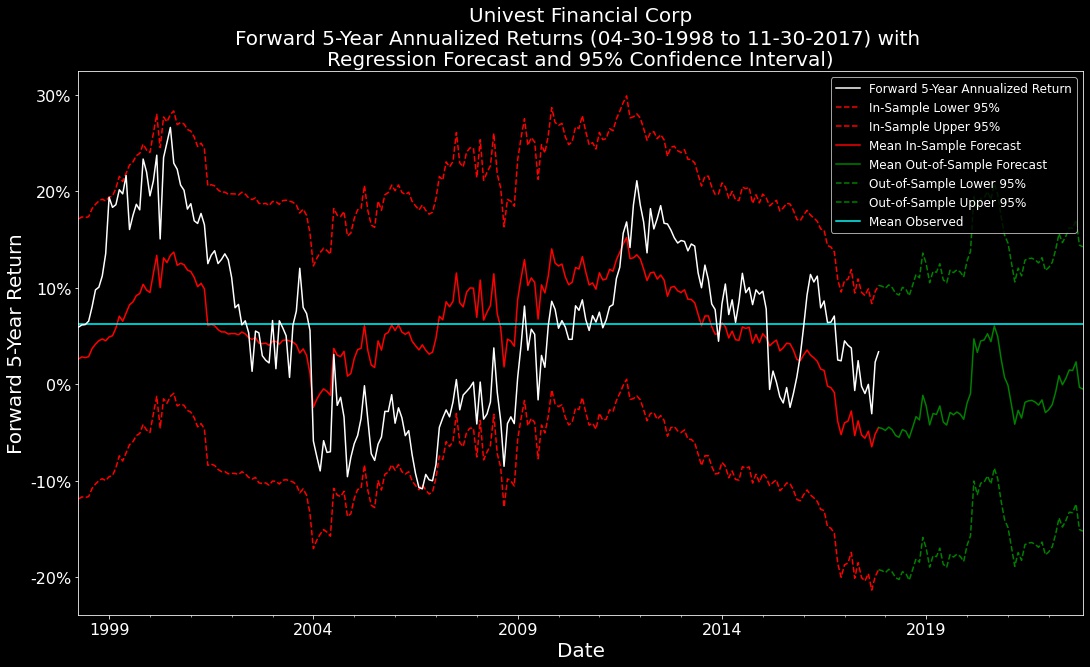 Univest Financial Corp
Forward 5-Year Annualized Returns (04-30-1998 to 11-30-2017) with
Regression Forecast and 95% Confidence Interval)
Forward 5-Year Return
30%
20%
10%
0%
-10%
-20%
Forward 5-Year Annualized Return
In-Sample Lower 95%
In-Sample Upper 95%
Mean In-Sample Forecast
Mean Out-of-Sample Forecast
Out-of-Sample Lower 95%
Out-of-Sample Upper 95%
Mean Observed
1999
2004
2009
2014
2019
Date